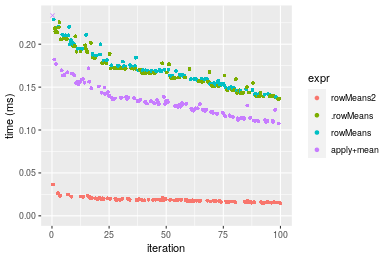 0.20
0.15
0.10
0.05
0.00
time (ms)
0
25
50
75
100
iteration
expr
rowMeans2
.rowMeans
rowMeans
apply+mean